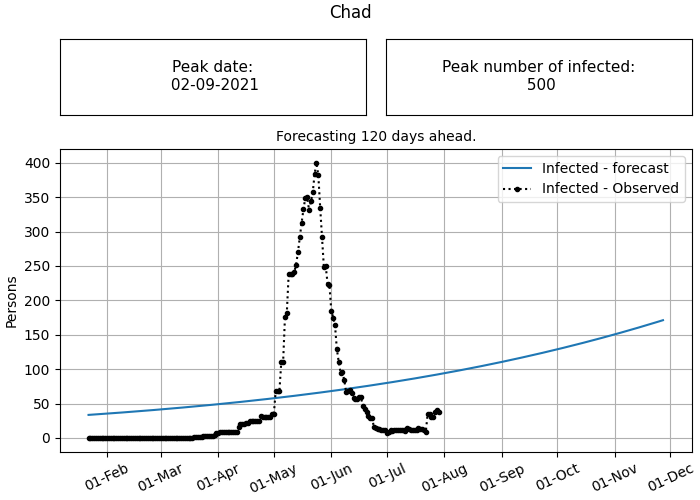 Chad
Peak date:
02-09-2021
Peak number of infected:
500
Forecasting 120 days ahead.
Infected - forecast
Infected - Observed
Persons
400
350
300
250
200
150
100
50
0
01-Feb
01-Mar
01-Apr
01-May
01-Jun
01-Jul
01-Aug
01-Sep
01-Oct
01-Nov
01-Dec